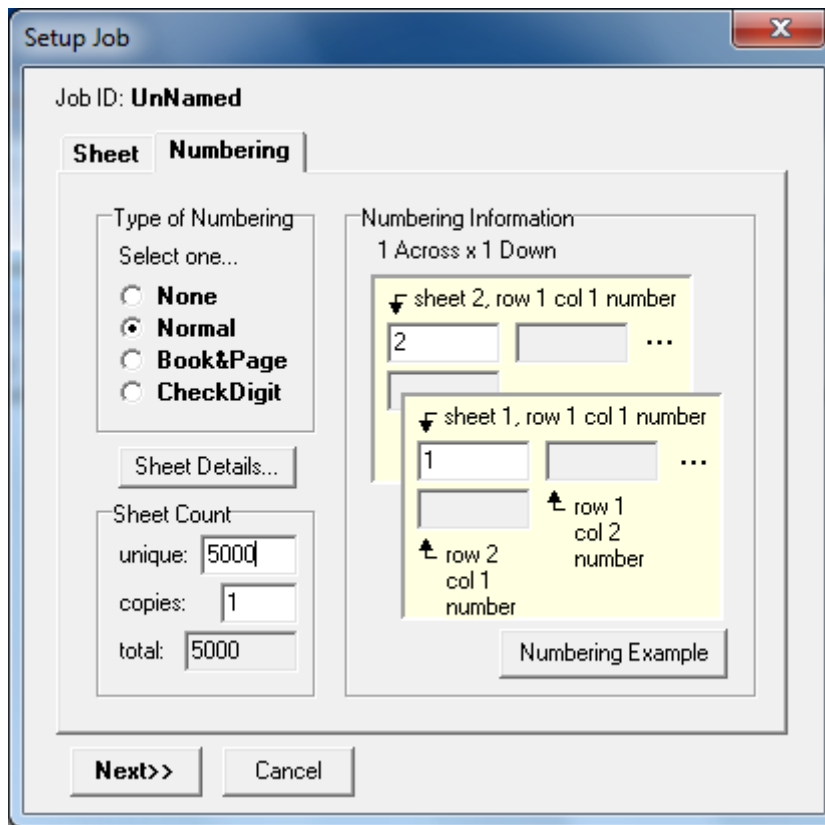 Setup Job
Job ID: UnNamed
Sheet
Numbering
Type of Numbering
Select one...
None
Normal
Book&Page
CheckDigit
Sheet Details...
Sheet Count
unique: 5000
copies: 1
total: 5000
Numbering Information
1 Across x 1 Down
sheet 2, row 1 col 1 number
2
...
sheet 1, row 1 col 1 number
1
...
row 1
col 2
number
row 2
col 1
number
Numbering Example
Next>>
Cancel